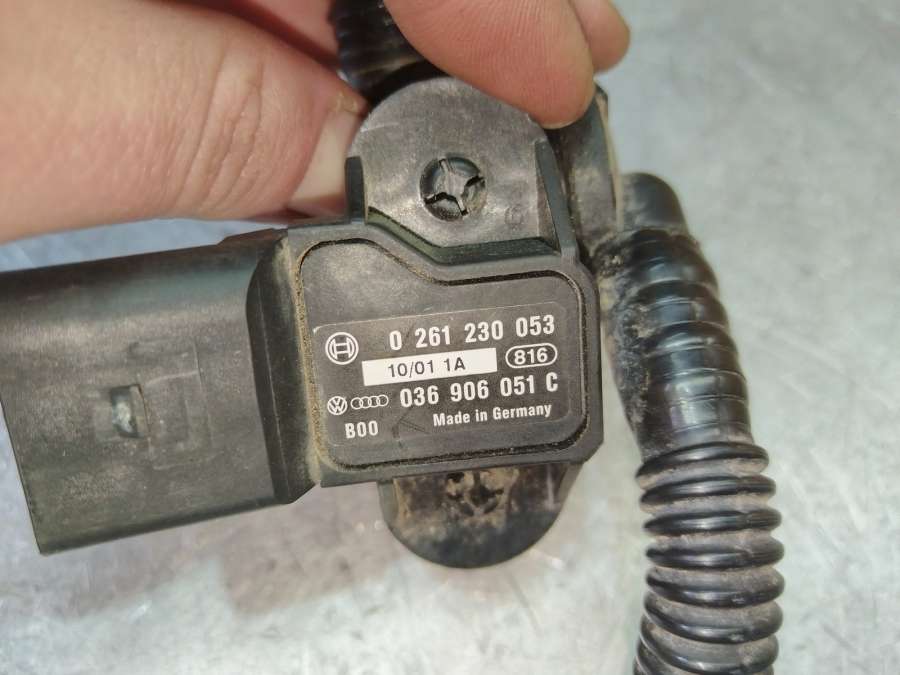 0 261 230 053
10/01 1A 816
036 906 051 C
B00 Made in Germany